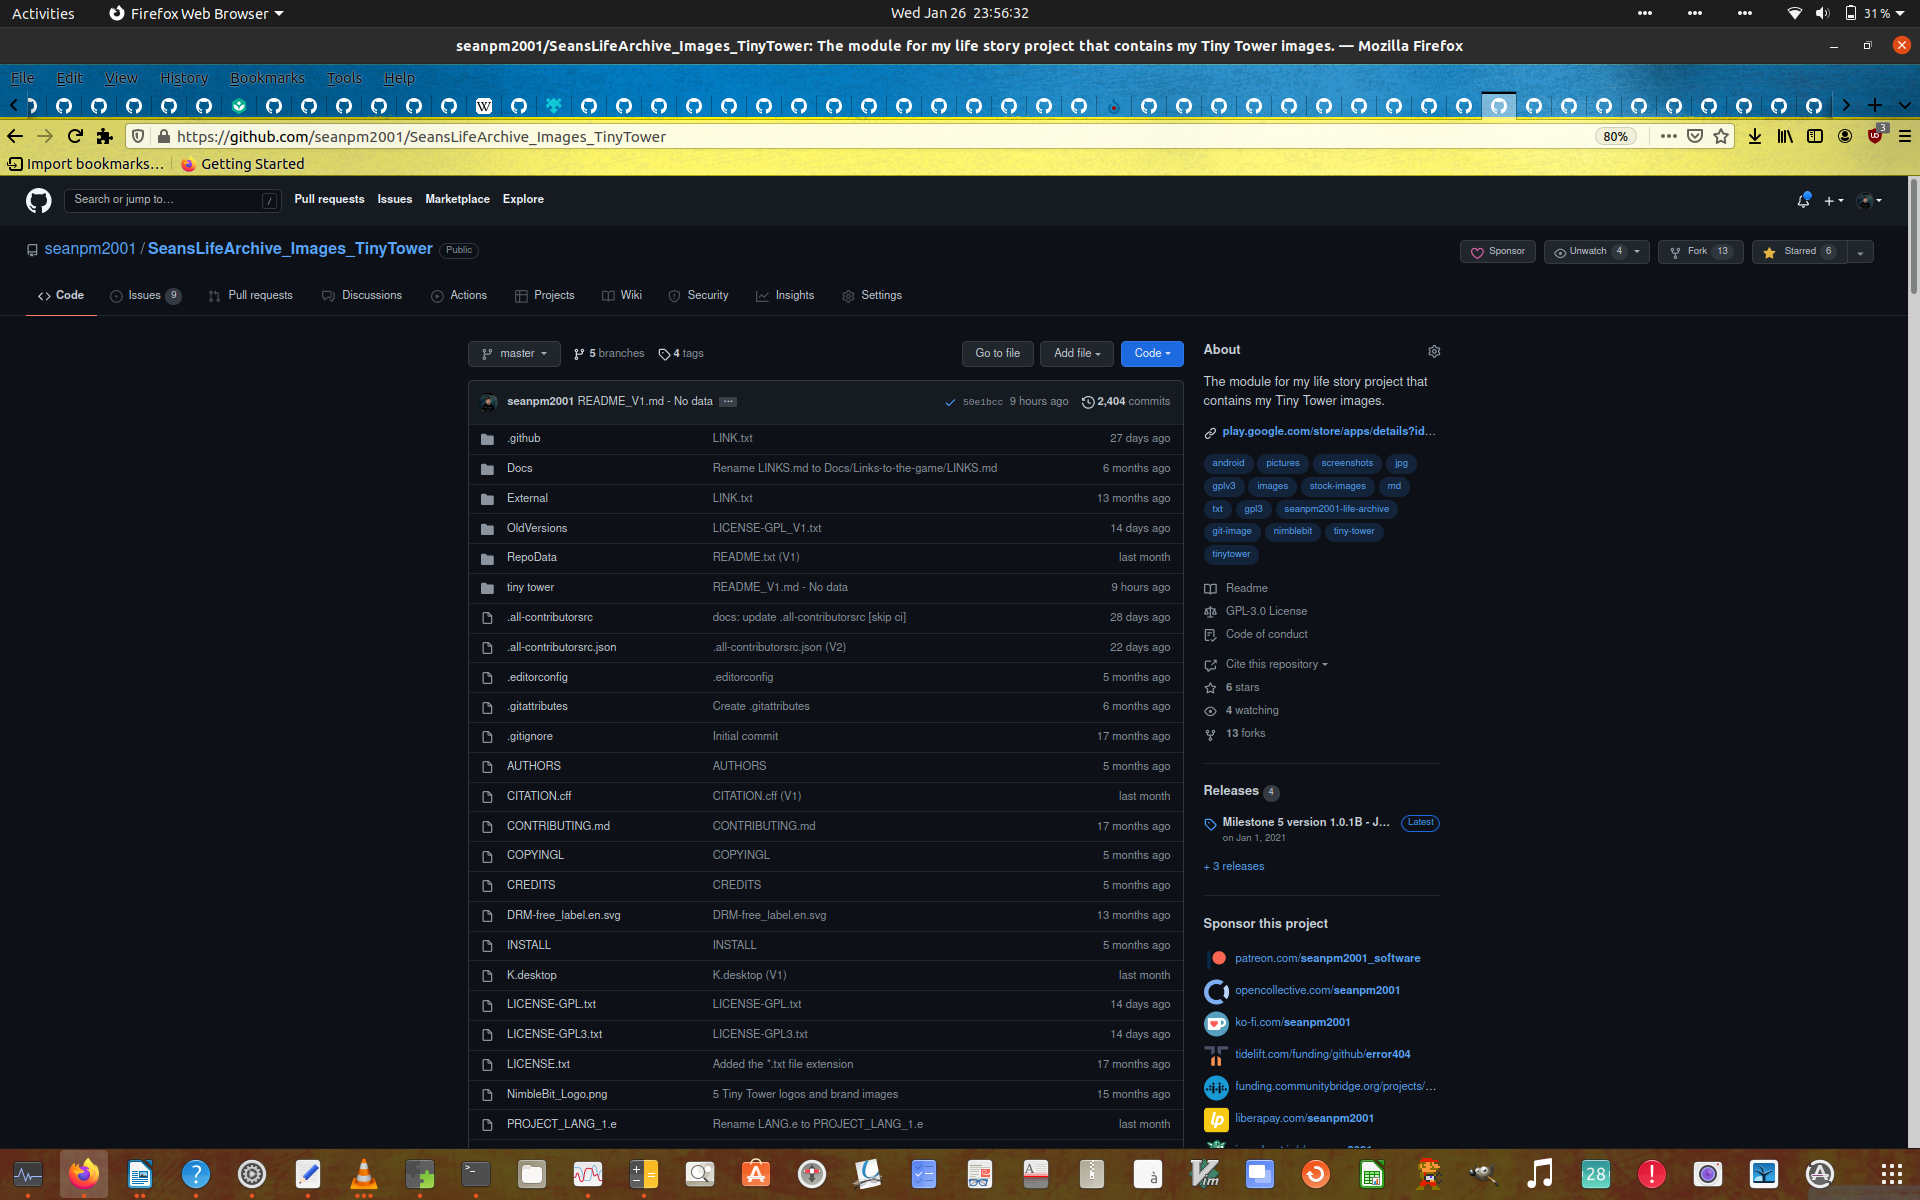 Activities
Firefox Web Browser
Wed Jan 26 23:56:32
31 %
seanpm2001/SeansLifeArchive_Images_TinyTower: The module for my life story project that contains my Tiny Tower images. — Mozilla Firefox
File Edit View History Bookmarks Tools Help
https://github.com/seanpm2001/SeansLifeArchive_Images_TinyTower
80%
3
Import bookmarks…
Getting Started
Search or jump to…
/
Pull requests Issues Marketplace Explore
seanpm2001 / SeansLifeArchive_Images_TinyTower Public
Sponsor
Unwatch 4
Fork 13
Starred 6
Code
Issues 9
Pull requests
Discussions
Actions
Projects
Wiki
Security
Insights
Settings
master
5 branches
4 tags
Go to file
Add file
Code
seanpm2001 README_V1.md - No data
50e1bcc 9 hours ago
2,404 commits
.github LINK.txt 27 days ago
Docs Rename LINKS.md to Docs/Links-to-the-game/LINKS.md 6 months ago
External LINK.txt 13 months ago
OldVersions LICENSE-GPL_V1.txt 14 days ago
RepoData README.txt (V1) last month
tiny tower README_V1.md - No data 9 hours ago
.all-contributorsrc docs: update .all-contributorsrc [skip ci] 28 days ago
.all-contributorsrc.json .all-contributorsrc.json (V2) 22 days ago
.editorconfig .editorconfig 5 months ago
.gitattributes Create .gitattributes 6 months ago
.gitignore Initial commit 17 months ago
AUTHORS AUTHORS 5 months ago
CITATION.cff CITATION.cff (V1) last month
CONTRIBUTING.md CONTRIBUTING.md 17 months ago
COPYINGL COPYINGL 5 months ago
CREDITS CREDITS 5 months ago
DRM-free_label.en.svg DRM-free_label.en.svg 13 months ago
INSTALL INSTALL 5 months ago
K.desktop K.desktop (V1) last month
LICENSE-GPL.txt LICENSE-GPL.txt 14 days ago
LICENSE-GPL3.txt LICENSE-GPL3.txt 14 days ago
LICENSE.txt Added the *.txt file extension 17 months ago
NimbleBit_Logo.png 5 Tiny Tower logos and brand images 15 months ago
PROJECT_LANG_1.e Rename LANG.e to PROJECT_LANG_1.e last month
About
The module for my life story project that
contains my Tiny Tower images.
play.google.com/store/apps/details?id…
android pictures screenshots jpg
gplv3 images stock-images md
txt gpl3 seanpm2001-life-archive
git-image nimblebit tiny-tower
tinytower
Readme
GPL-3.0 License
Code of conduct
Cite this repository
6 stars
4 watching
13 forks
Releases 4
Milestone 5 version 1.0.1B - J… Latest
on Jan 1, 2021
+ 3 releases
Sponsor this project
patreon.com/seanpm2001_software
opencollective.com/seanpm2001
ko-fi.com/seanpm2001
tidelift.com/funding/github/error404
funding.communitybridge.org/projects/…
liberapay.com/seanpm2001
28